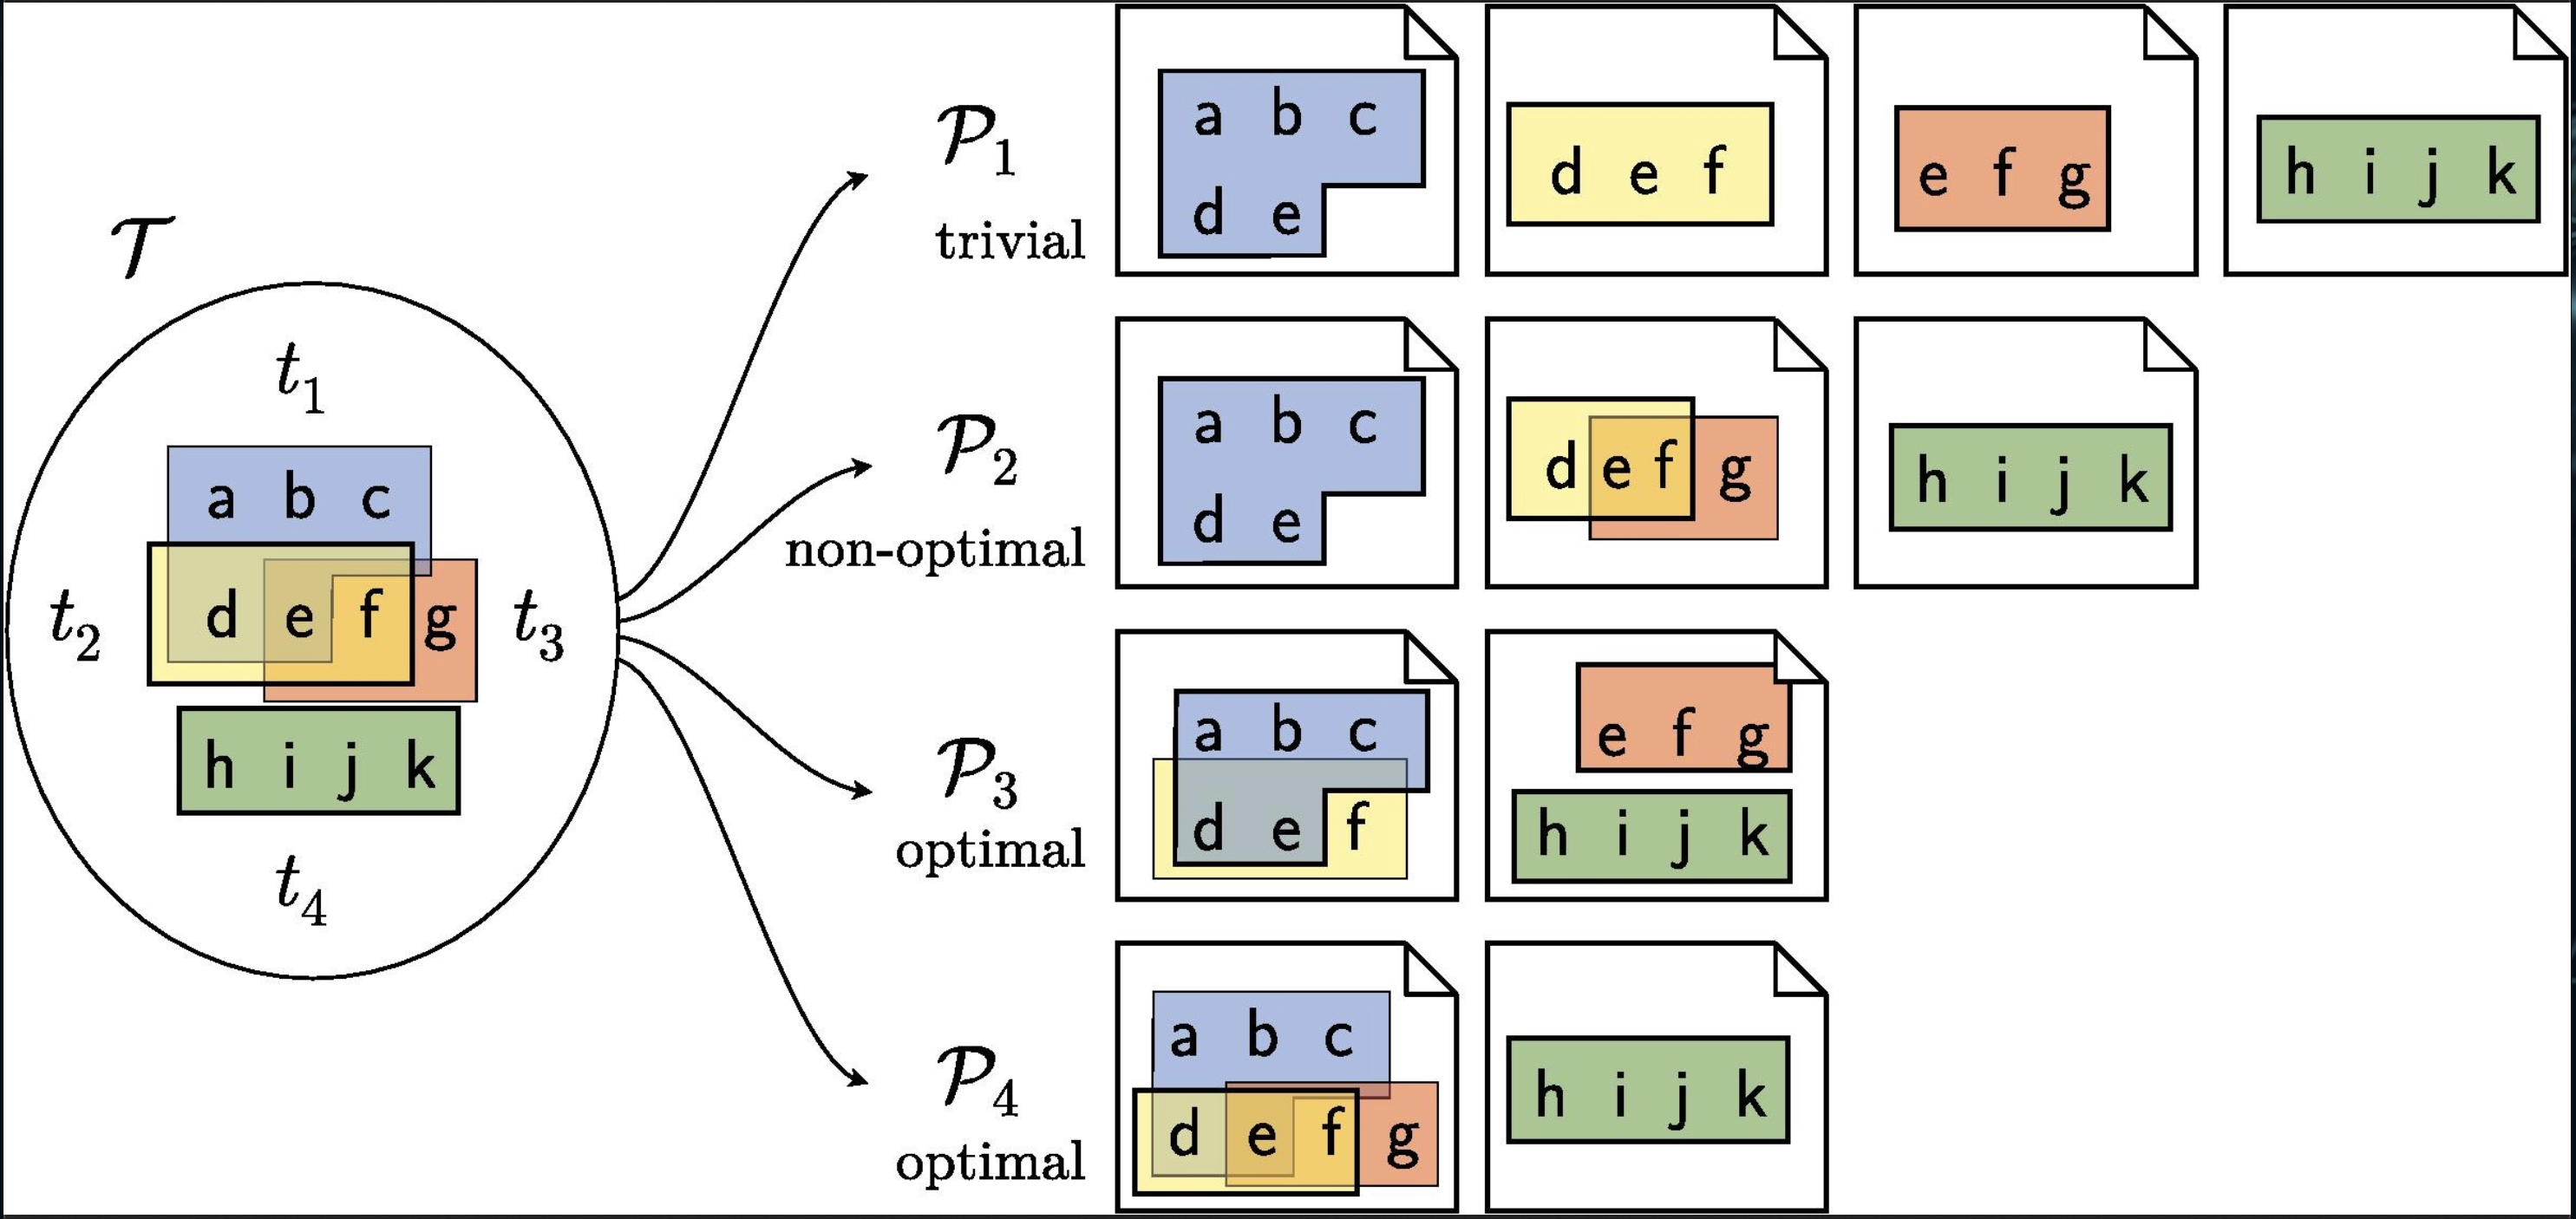 𝒯
t₁
a b c
t₂ d e f g t₃
h i j k
t₄
𝒫₁
trivial
a b c
d e
d e f
e f g
h i j k
𝒫₂
non-optimal
a b c
d e
d e f g
h i j k
𝒫₃
optimal
a b c
d e f
e f g
h i j k
𝒫₄
optimal
a b c
d e f g
h i j k